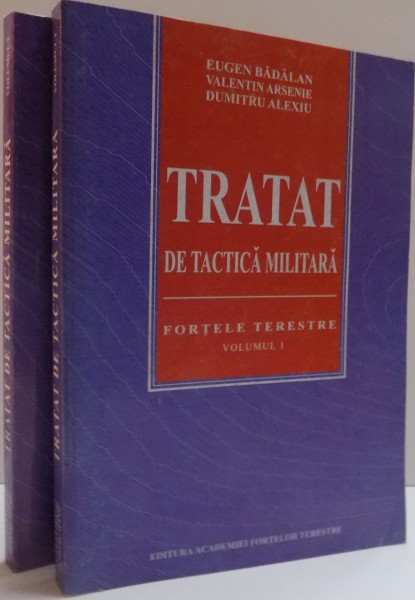 EUGEN BĂDĂLAN
VALENTIN ARSENIE
DUMITRU ALEXIU
TRATAT
DE TACTICĂ MILITARĂ
FORȚELE TERESTRE
VOLUMUL 1
EDITURA ACADEMIEI FORȚELOR TERESTRE
TRATAT DE TACTICĂ MILITARĂ
TRATAT DE TACTICĂ MILITARĂ